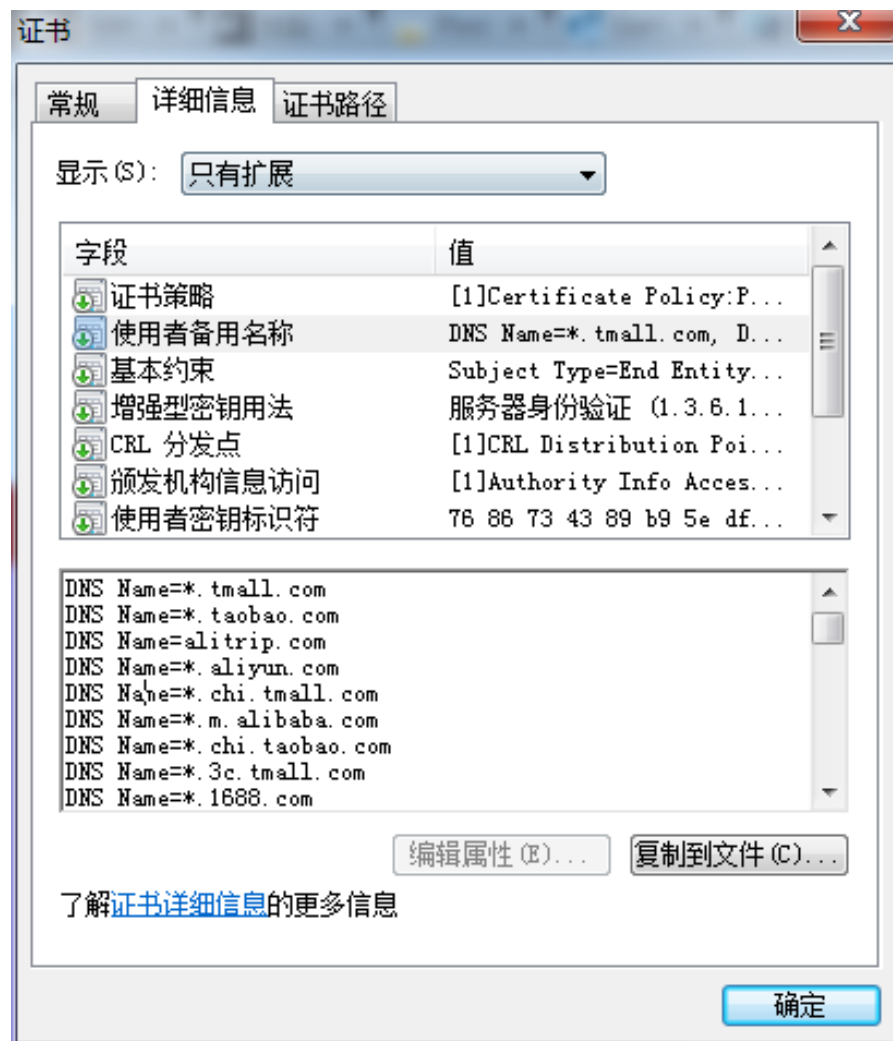 证书
X
常规 详细信息 证书路径
显示(S): 只有扩展
字段 值
证书策略 [1]Certificate Policy:P...
使用者备用名称 DNS Name=*.tmall.com, D...
基本约束 Subject Type=End Entity...
增强型密钥用法 服务器身份验证 (1.3.6.1...
CRL 分发点 [1]CRL Distribution Poi...
颁发机构信息访问 [1]Authority Info Acces...
使用者密钥标识符 76 86 73 43 89 b9 5e df...
DNS Name=*.tmall.com
DNS Name=*.taobao.com
DNS Name=alitrip.com
DNS Name=*.aliyun.com
DNS Name=*.chi.tmall.com
DNS Name=*.m.alibaba.com
DNS Name=*.chi.taobao.com
DNS Name=*.3c.tmall.com
DNS Name=*.1688.com
编辑属性(E)... 复制到文件(C)...
了解证书详细信息的更多信息
确定